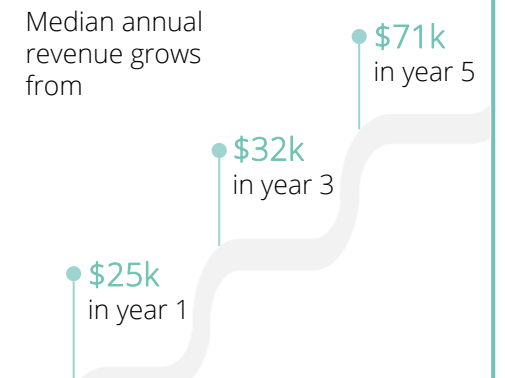 Median annual
revenue grows
from
$71k
in year 5
$32k
in year 3
$25k
in year 1